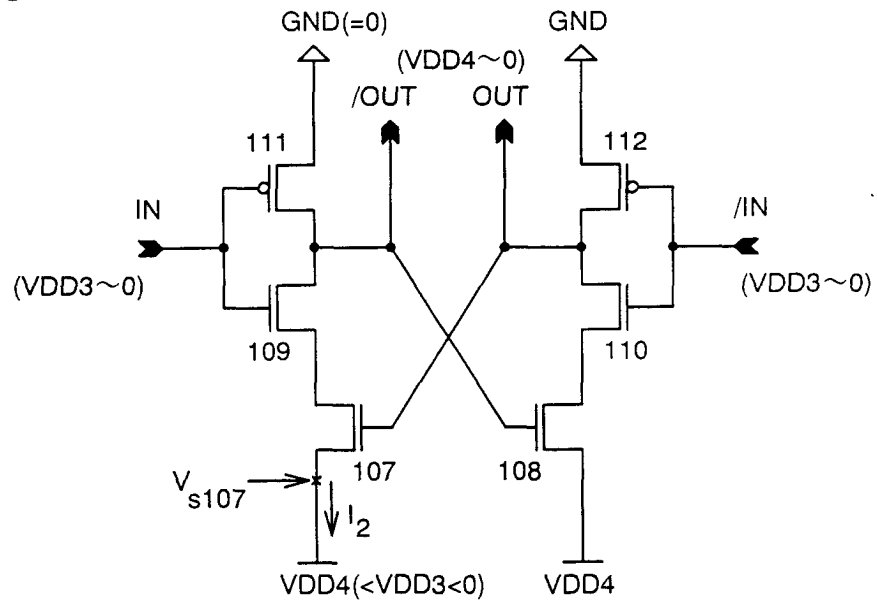 GND(=0)
GND
(VDD4~0)
/OUT
OUT
111
112
IN
/IN
(VDD3~0)
(VDD3~0)
109
110
107
108
Vs107
I2
VDD4(<VDD3<0)
VDD4